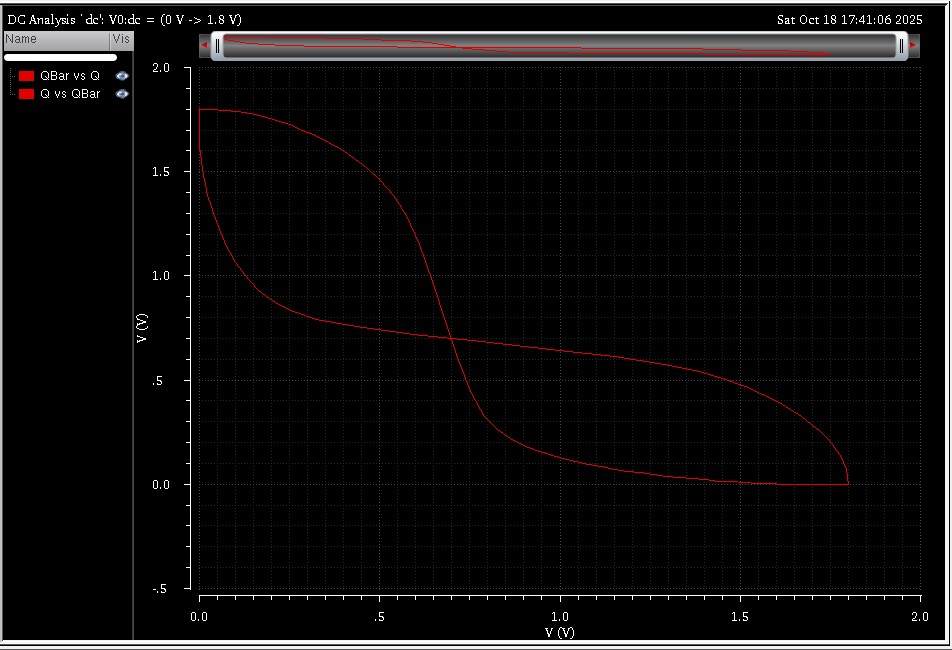 DC Analysis `dc': V0:dc = (0 V -> 1.8 V)
Sat Oct 18 17:41:06 2025
Name
Vis
QBar vs Q
Q vs QBar
2.0
1.5
1.0
.5
0.0
-.5
V (V)
0.0
.5
1.0
1.5
2.0
V (V)